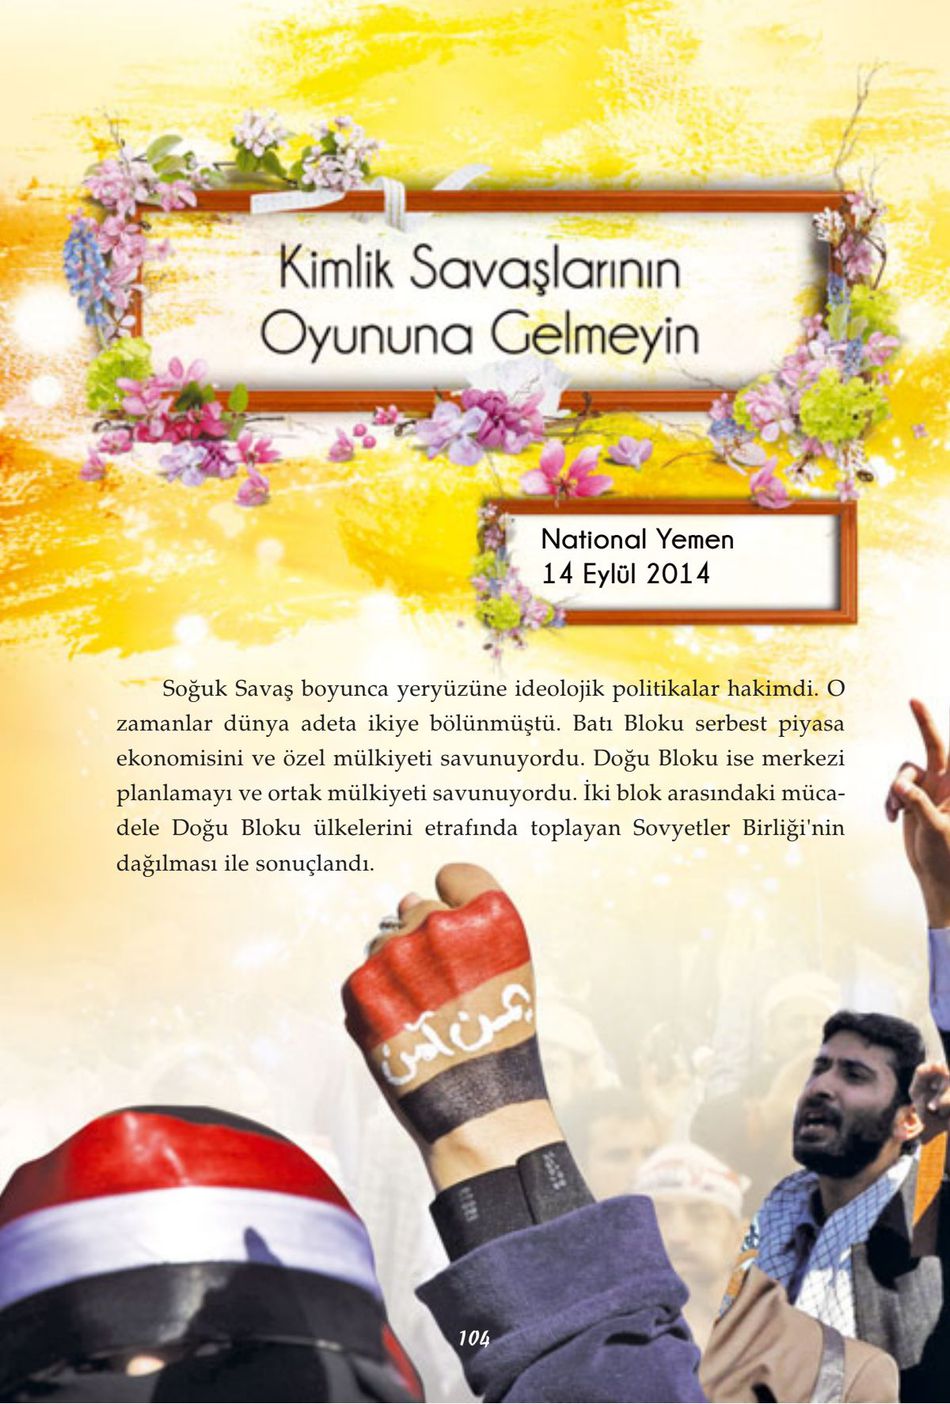 Kimlik Savaşlarının
Oyununa Gelmeyin
National Yemen
14 Eylül 2014
Soğuk Savaş boyunca yeryüzüne ideolojik politikalar hakimdi. O
zamanlar dünya adeta ikiye bölünmüştü. Batı Bloku serbest piyasa
ekonomisini ve özel mülkiyeti savunuyordu. Doğu Bloku ise merkezi
planlamayı ve ortak mülkiyeti savunuyordu. İki blok arasındaki müca-
dele Doğu Bloku ülkelerini etrafında toplayan Sovyetler Birliği'nin
dağılması ile sonuçlandı.
يمن آمن
104